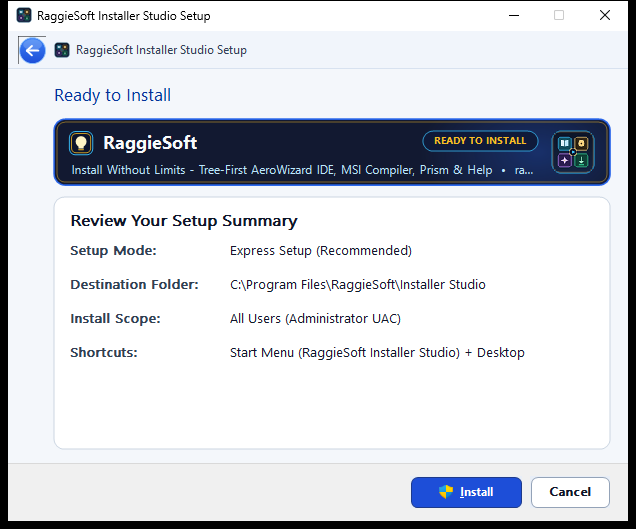 RaggieSoft Installer Studio Setup
RaggieSoft Installer Studio Setup
Ready to Install
RaggieSoft
READY TO INSTALL
Install Without Limits - Tree-First AeroWizard IDE, MSI Compiler, Prism & Help • ra...
Review Your Setup Summary
Setup Mode: Express Setup (Recommended)
Destination Folder: C:\Program Files\RaggieSoft\Installer Studio
Install Scope: All Users (Administrator UAC)
Shortcuts: Start Menu (RaggieSoft Installer Studio) + Desktop
Install
Cancel